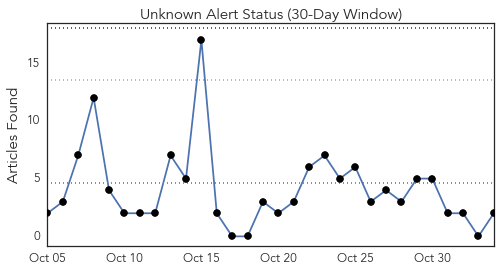 Unknown Alert Status (30-Day Window)
Articles Found
15
10
5
0
Oct 05 Oct 10 Oct 15 Oct 20 Oct 25 Oct 30